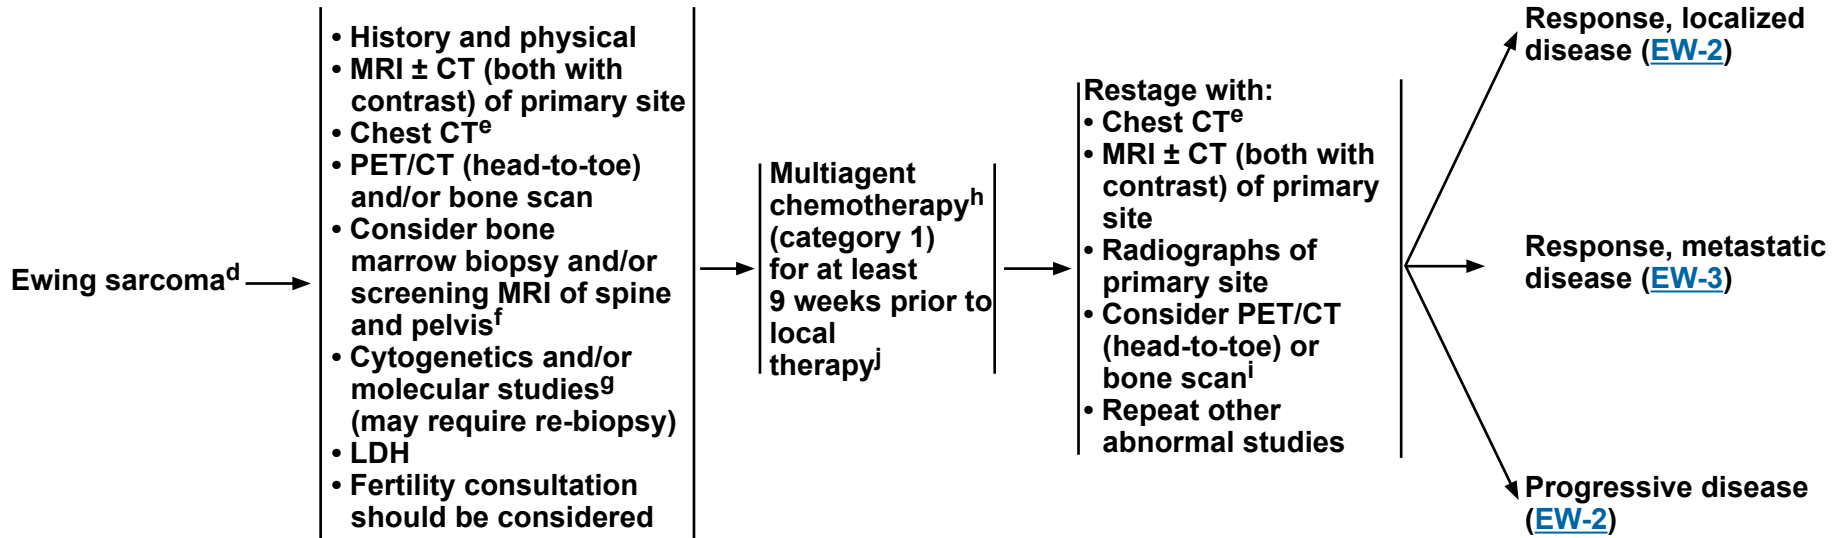 Ewing sarcomad
• History and physical
• MRI ± CT (both with
contrast) of primary site
• Chest CTe
• PET/CT (head-to-toe)
and/or bone scan
• Consider bone
marrow biopsy and/or
screening MRI of spine
and pelvisf
• Cytogenetics and/or
molecular studiesg
(may require re-biopsy)
• LDH
• Fertility consultation
should be considered
Multiagent
chemotherapyh
(category 1)
for at least
9 weeks prior to
local
therapyj
Restage with:
• Chest CTe
• MRI ± CT (both with
contrast) of primary
site
• Radiographs of
primary site
• Consider PET/CT
(head-to-toe) or
bone scani
• Repeat other
abnormal studies
Response, localized
disease (EW-2)
Response, metastatic
disease (EW-3)
Progressive disease
(EW-2)